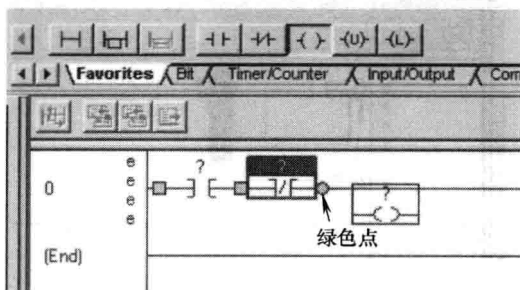 (U) (L)
Favorites Bit Timer/Counter Input/Output Com
e
e
e
e
0
? ? ?
绿色点
(End)